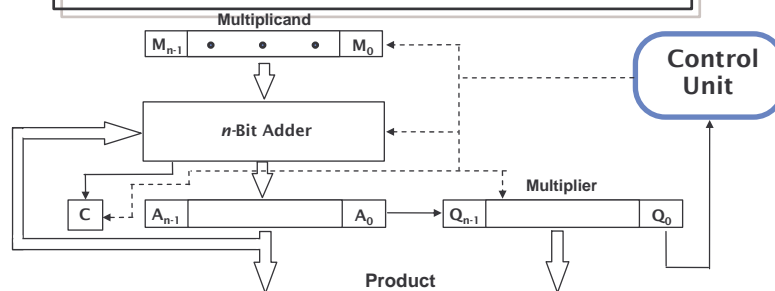 Multiplicand
Mn-1 • • • M0
Control
Unit
n-Bit Adder
Multiplier
C An-1 A0 Qn-1 Q0
Product